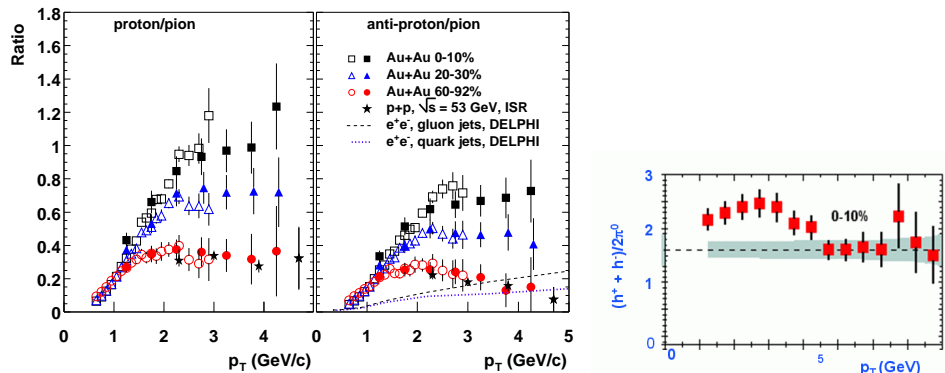 Ratio
proton/pion
1.8
1.6
1.4
1.2
1
0.8
0.6
0.4
0.2
0
0 1 2 3 4
p_T (GeV/c)
anti-proton/pion
Au+Au 0-10%
Au+Au 20-30%
Au+Au 60-92%
p+p, √s = 53 GeV, ISR
e⁺e⁻, gluon jets, DELPHI
e⁺e⁻, quark jets, DELPHI
0 1 2 3 4 5
p_T (GeV/c)
(h⁺ + h⁻)/2π⁰
3
2
1
0
0-10%
0 5
p_T (GeV)